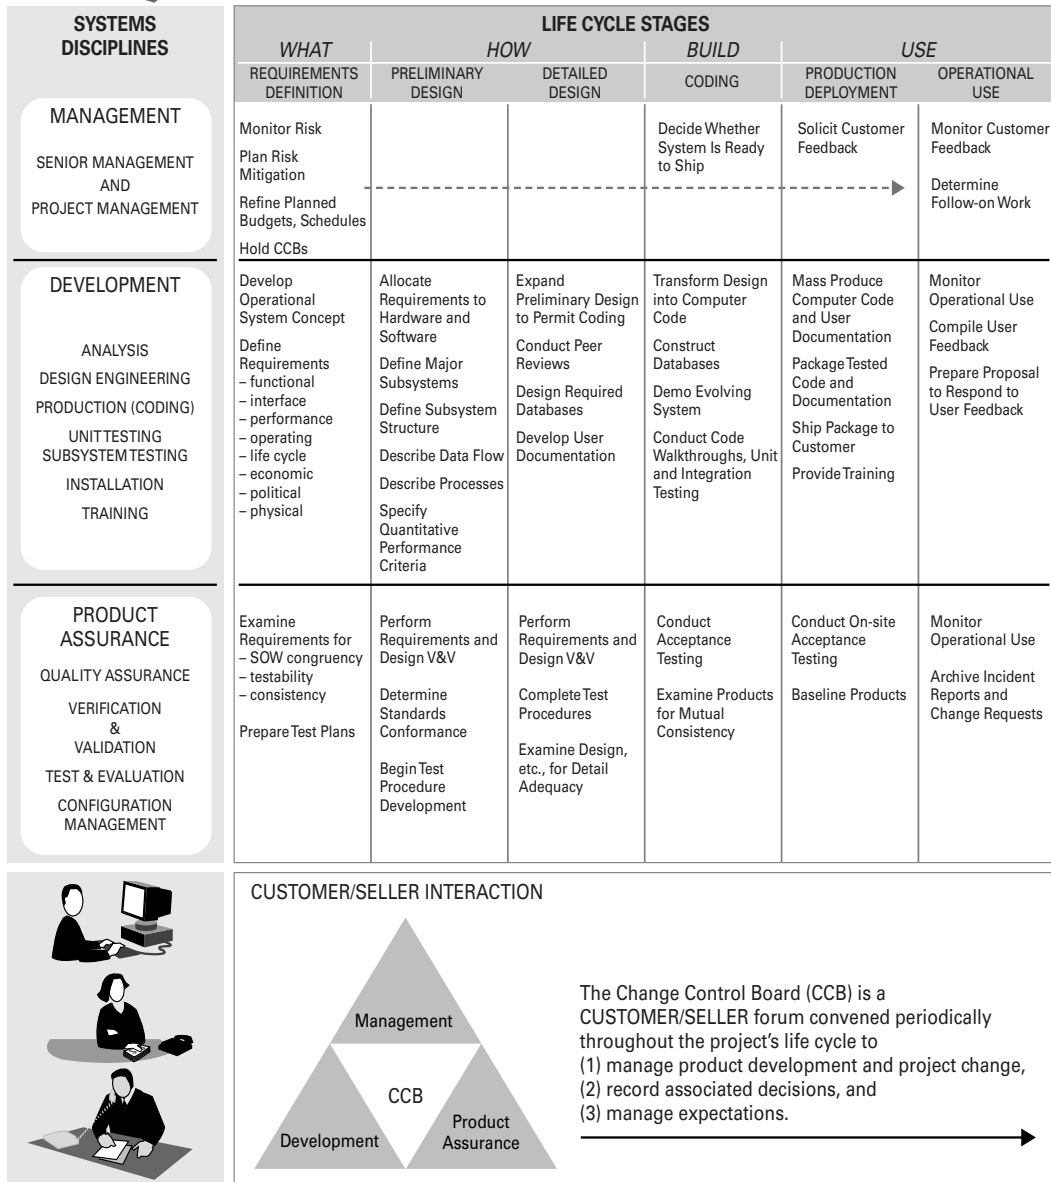 SYSTEMS
DISCIPLINES
LIFE CYCLE STAGES
WHAT
HOW
BUILD
USE
REQUIREMENTS
DEFINITION
PRELIMINARY
DESIGN
DETAILED
DESIGN
CODING
PRODUCTION
DEPLOYMENT
OPERATIONAL
USE
MANAGEMENT
SENIOR MANAGEMENT
AND
PROJECT MANAGEMENT
Monitor Risk
Plan Risk
Mitigation
Refine Planned
Budgets, Schedules
Hold CCBs
Decide Whether
System Is Ready
to Ship
Solicit Customer
Feedback
Monitor Customer
Feedback
Determine
Follow-on Work
DEVELOPMENT
ANALYSIS
DESIGN ENGINEERING
PRODUCTION (CODING)
UNIT TESTING
SUBSYSTEM TESTING
INSTALLATION
TRAINING
Develop
Operational
System Concept
Define
Requirements
– functional
– interface
– performance
– operating
– life cycle
– economic
– political
– physical
Allocate
Requirements to
Hardware and
Software
Define Major
Subsystems
Define Subsystem
Structure
Describe Data Flow
Describe Processes
Specify
Quantitative
Performance
Criteria
Expand
Preliminary Design
to Permit Coding
Conduct Peer
Reviews
Design Required
Databases
Develop User
Documentation
Transform Design
into Computer
Code
Construct
Databases
Demo Evolving
System
Conduct Code
Walkthroughs, Unit
and Integration
Testing
Mass Produce
Computer Code
and User
Documentation
Package Tested
Code and
Documentation
Ship Package to
Customer
Provide Training
Monitor
Operational Use
Compile User
Feedback
Prepare Proposal
to Respond to
User Feedback
PRODUCT
ASSURANCE
QUALITY ASSURANCE
VERIFICATION
&
VALIDATION
TEST & EVALUATION
CONFIGURATION
MANAGEMENT
Examine
Requirements for
– SOW congruency
– testability
– consistency
Prepare Test Plans
Perform
Requirements and
Design V&V
Determine
Standards
Conformance
Begin Test
Procedure
Development
Perform
Requirements and
Design V&V
Complete Test
Procedures
Examine Design,
etc., for Detail
Adequacy
Conduct
Acceptance
Testing
Examine Products
for Mutual
Consistency
Conduct On-site
Acceptance
Testing
Baseline Products
Monitor
Operational Use
Archive Incident
Reports and
Change Requests
CUSTOMER/SELLER INTERACTION
Management
CCB
Development
Product
Assurance
The Change Control Board (CCB) is a
CUSTOMER/SELLER forum convened periodically
throughout the project's life cycle to
(1) manage product development and project change,
(2) record associated decisions, and
(3) manage expectations.